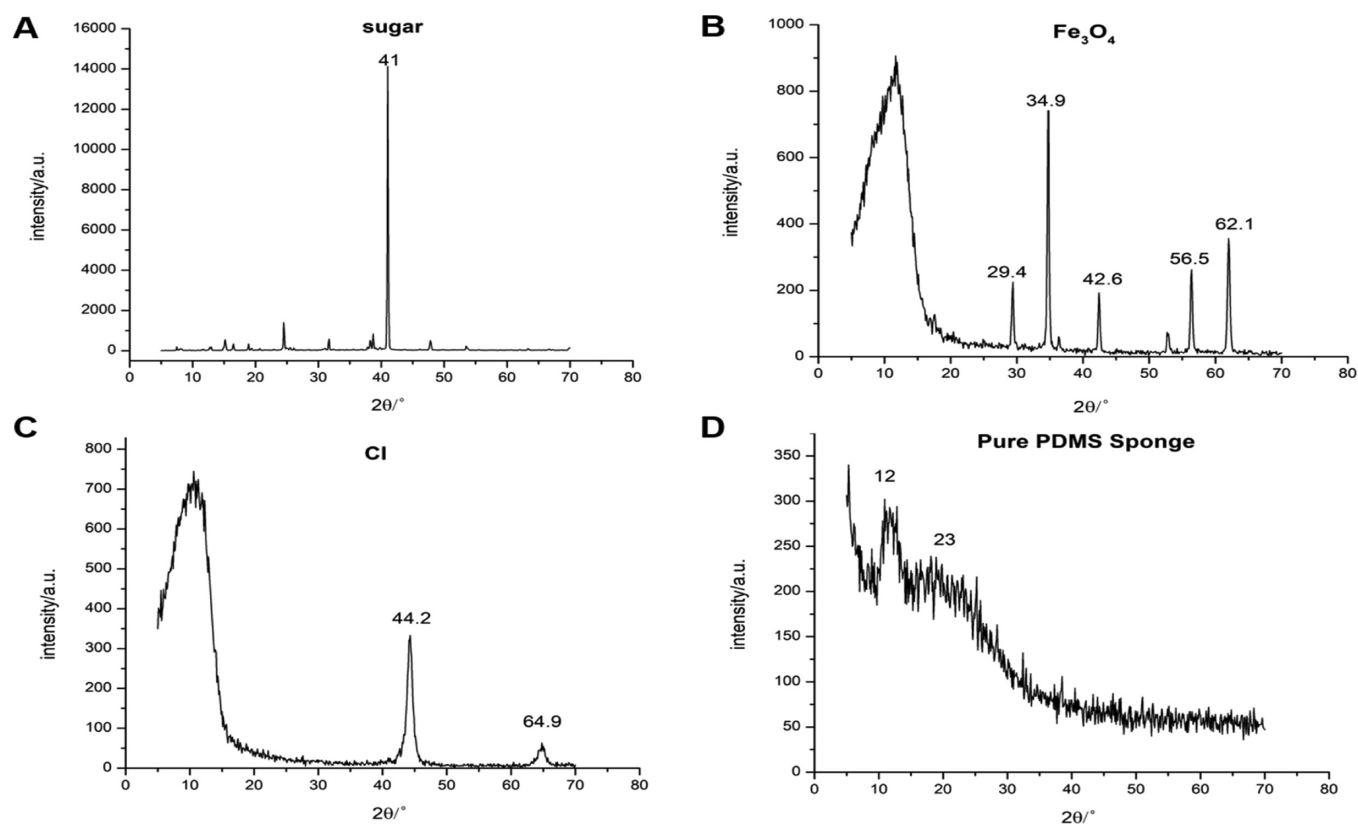 A
sugar
41
intensity/a.u.
16000
14000
12000
10000
8000
6000
4000
2000
0
0 10 20 30 40 50 60 70 80
2θ/°
B
Fe₃O₄
34.9
62.1
56.5
29.4
42.6
intensity/a.u.
1000
800
600
400
200
0
0 10 20 30 40 50 60 70 80
2θ/°
C
CI
44.2
64.9
intensity/a.u.
800
700
600
500
400
300
200
100
0
0 10 20 30 40 50 60 70 80
2θ/°
D
Pure PDMS Sponge
12
23
intensity/a.u.
350
300
250
200
150
100
50
0
0 10 20 30 40 50 60 70 80
2θ/°